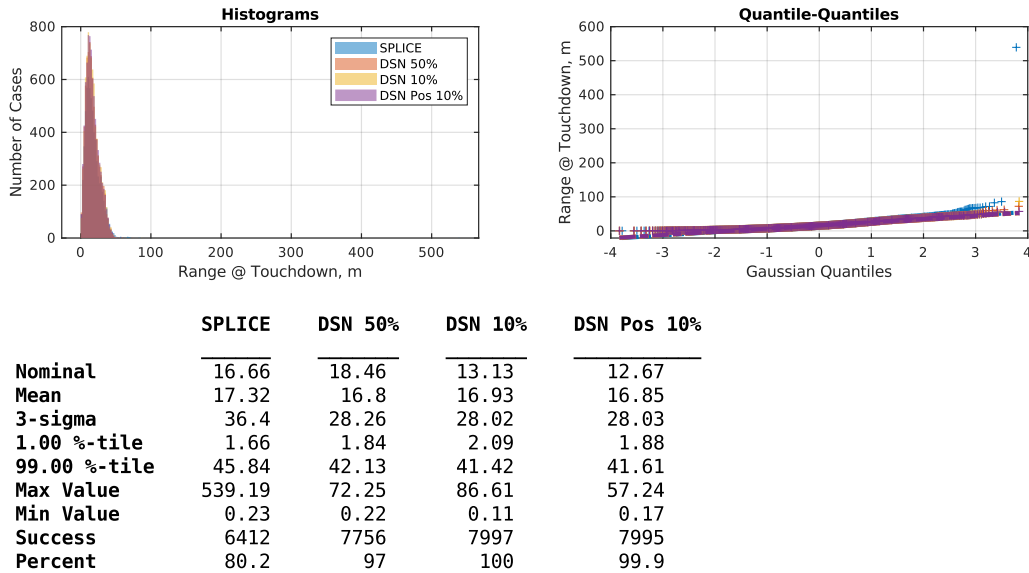 Histograms
800
600
400
200
0
Number of Cases
SPLICE
DSN 50%
DSN 10%
DSN Pos 10%
0 100 200 300 400 500
Range @ Touchdown, m
Quantile-Quantiles
600
500
400
300
200
100
0
Range @ Touchdown, m
-4 -3 -2 -1 0 1 2 3 4
Gaussian Quantiles
SPLICE DSN 50% DSN 10% DSN Pos 10%
Nominal 16.66 18.46 13.13 12.67
Mean 17.32 16.8 16.93 16.85
3-sigma 36.4 28.26 28.02 28.03
1.00 %-tile 1.66 1.84 2.09 1.88
99.00 %-tile 45.84 42.13 41.42 41.61
Max Value 539.19 72.25 86.61 57.24
Min Value 0.23 0.22 0.11 0.17
Success 6412 7756 7997 7995
Percent 80.2 97 100 99.9